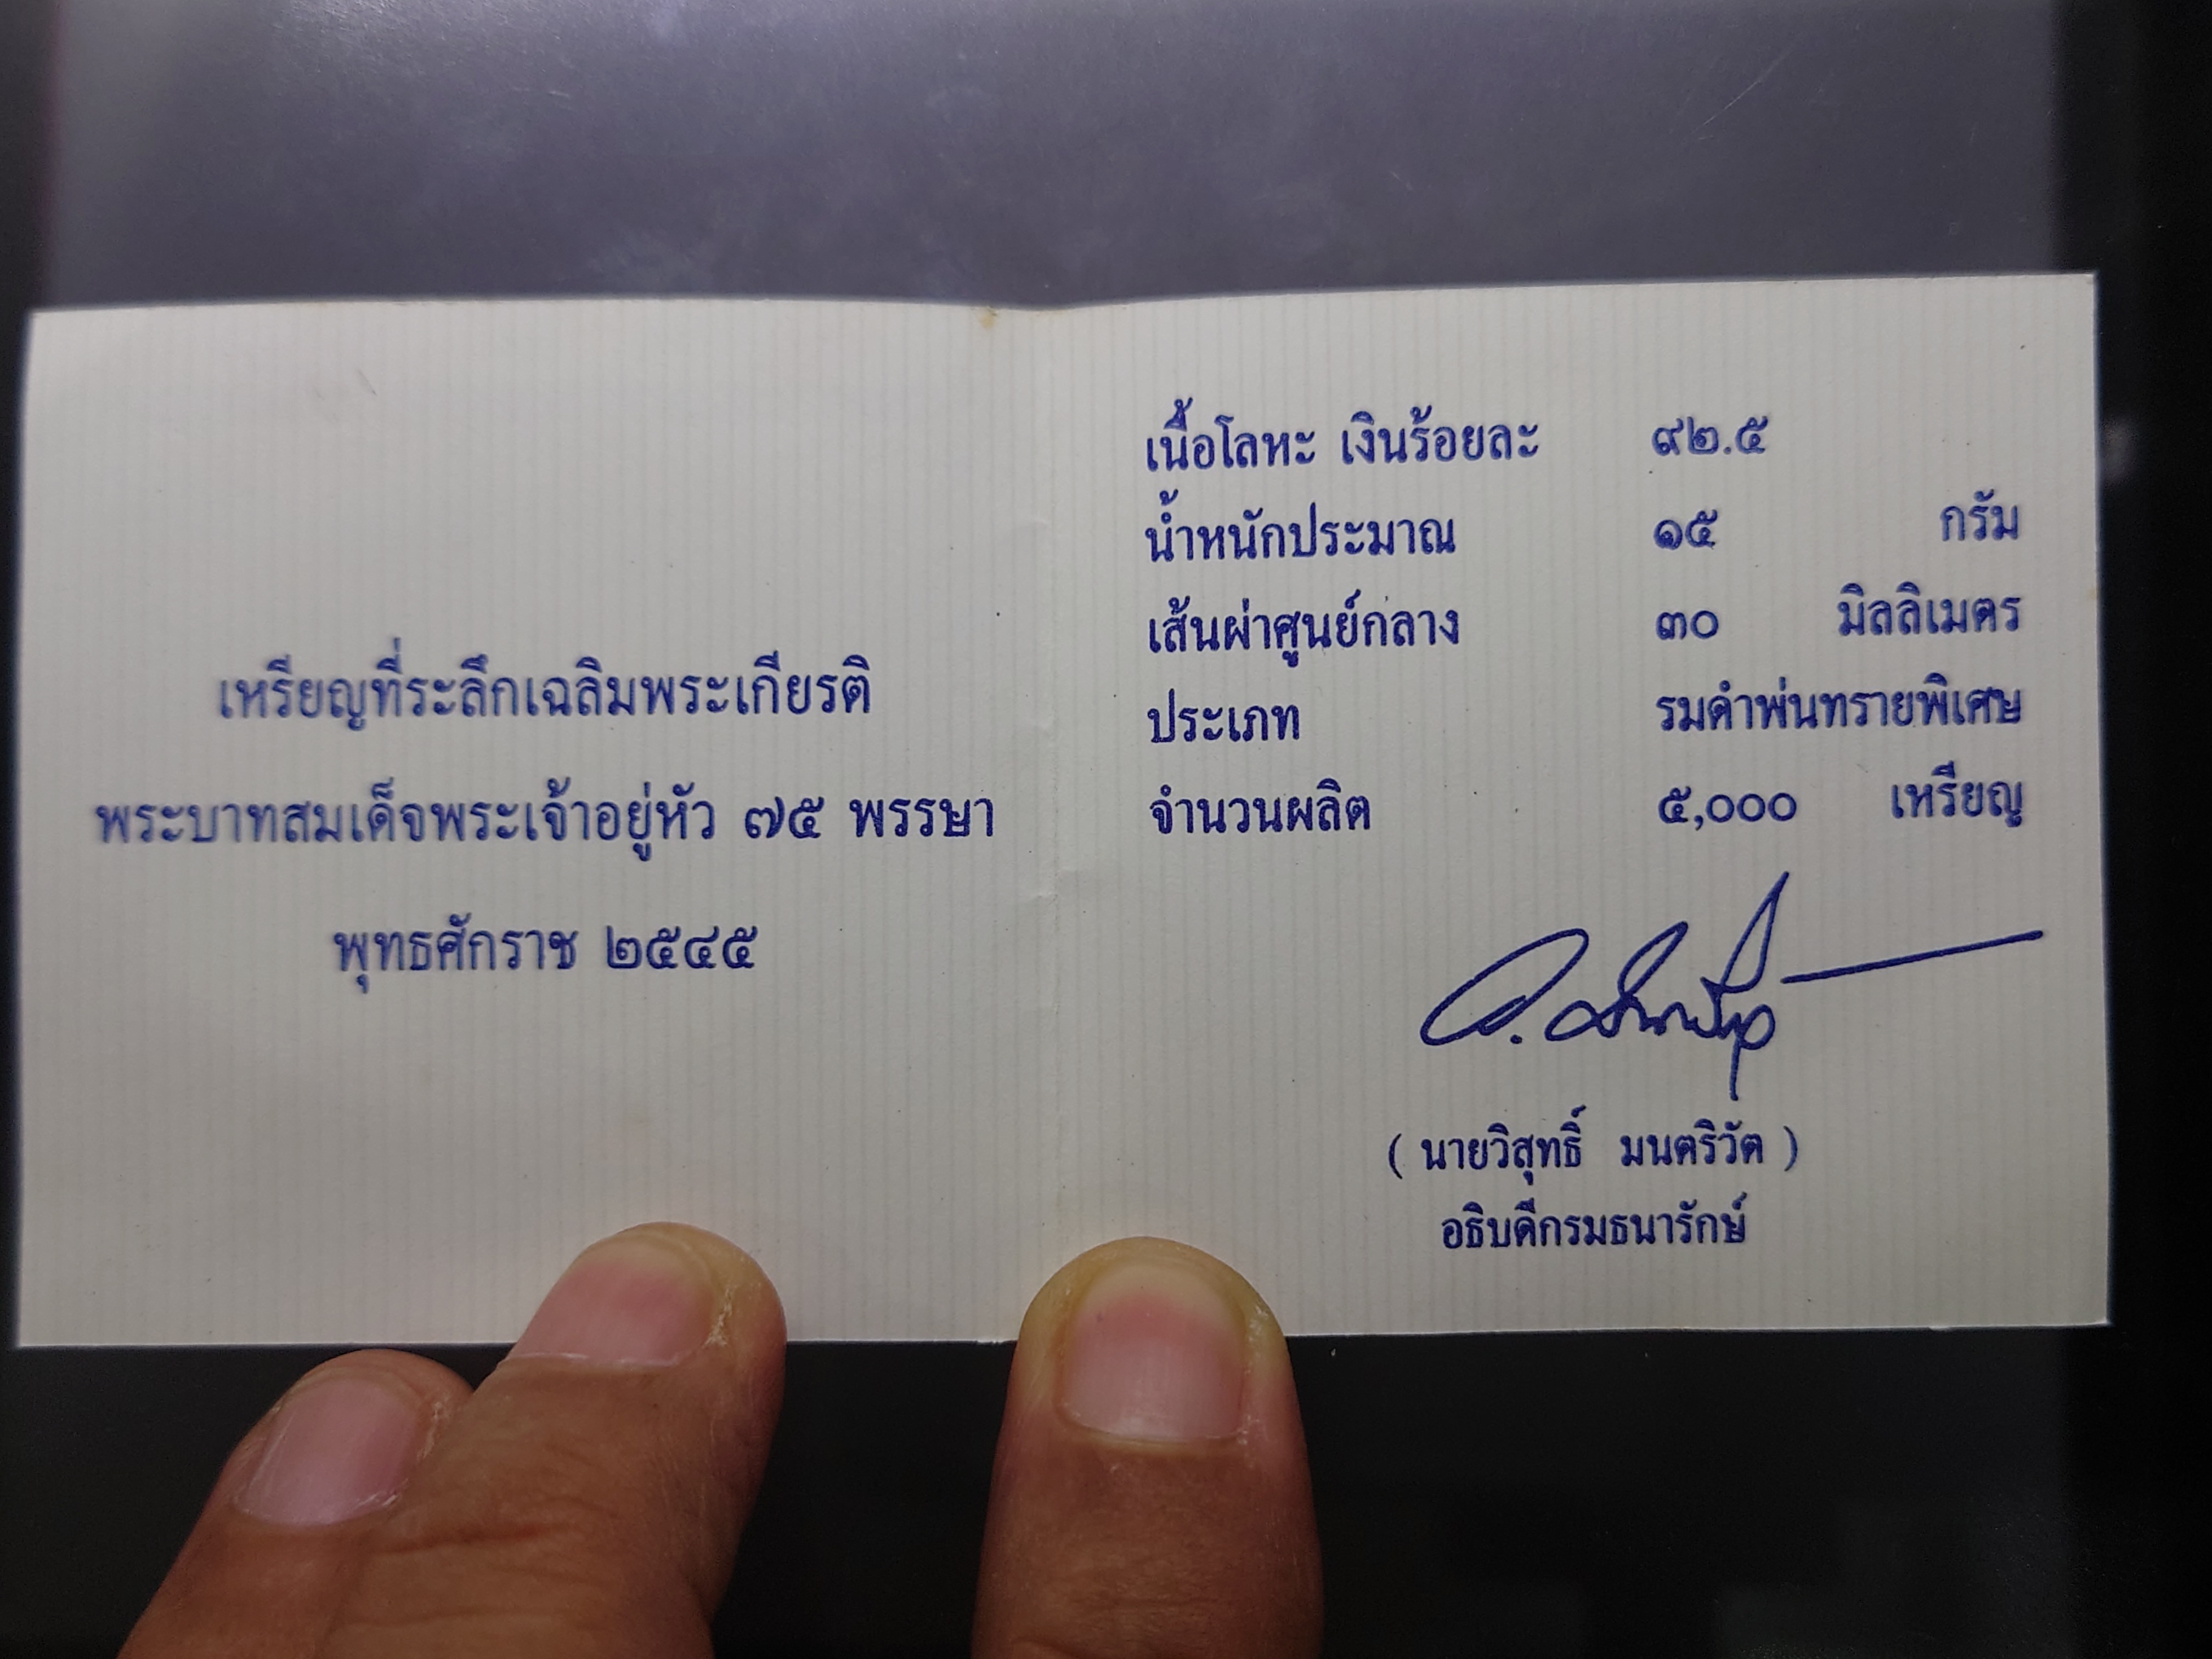 เหรียญที่ระลึกเฉลิมพระเกียรติ
พระบาทสมเด็จพระเจ้าอยู่หัว ๗๕ พรรษา
พุทธศักราช ๒๕๔๕
เนื้อโลหะ เงินร้อยละ ๙๒.๕
น้ำหนักประมาณ ๑๕ กรัม
เส้นผ่าศูนย์กลาง ๓๐ มิลลิเมตร
ประเภท รมดำพ่นทรายพิเศษ
จำนวนผลิต ๕,๐๐๐ เหรียญ
( นายวิสุทธิ์ มนตริวัต )
อธิบดีกรมธนารักษ์